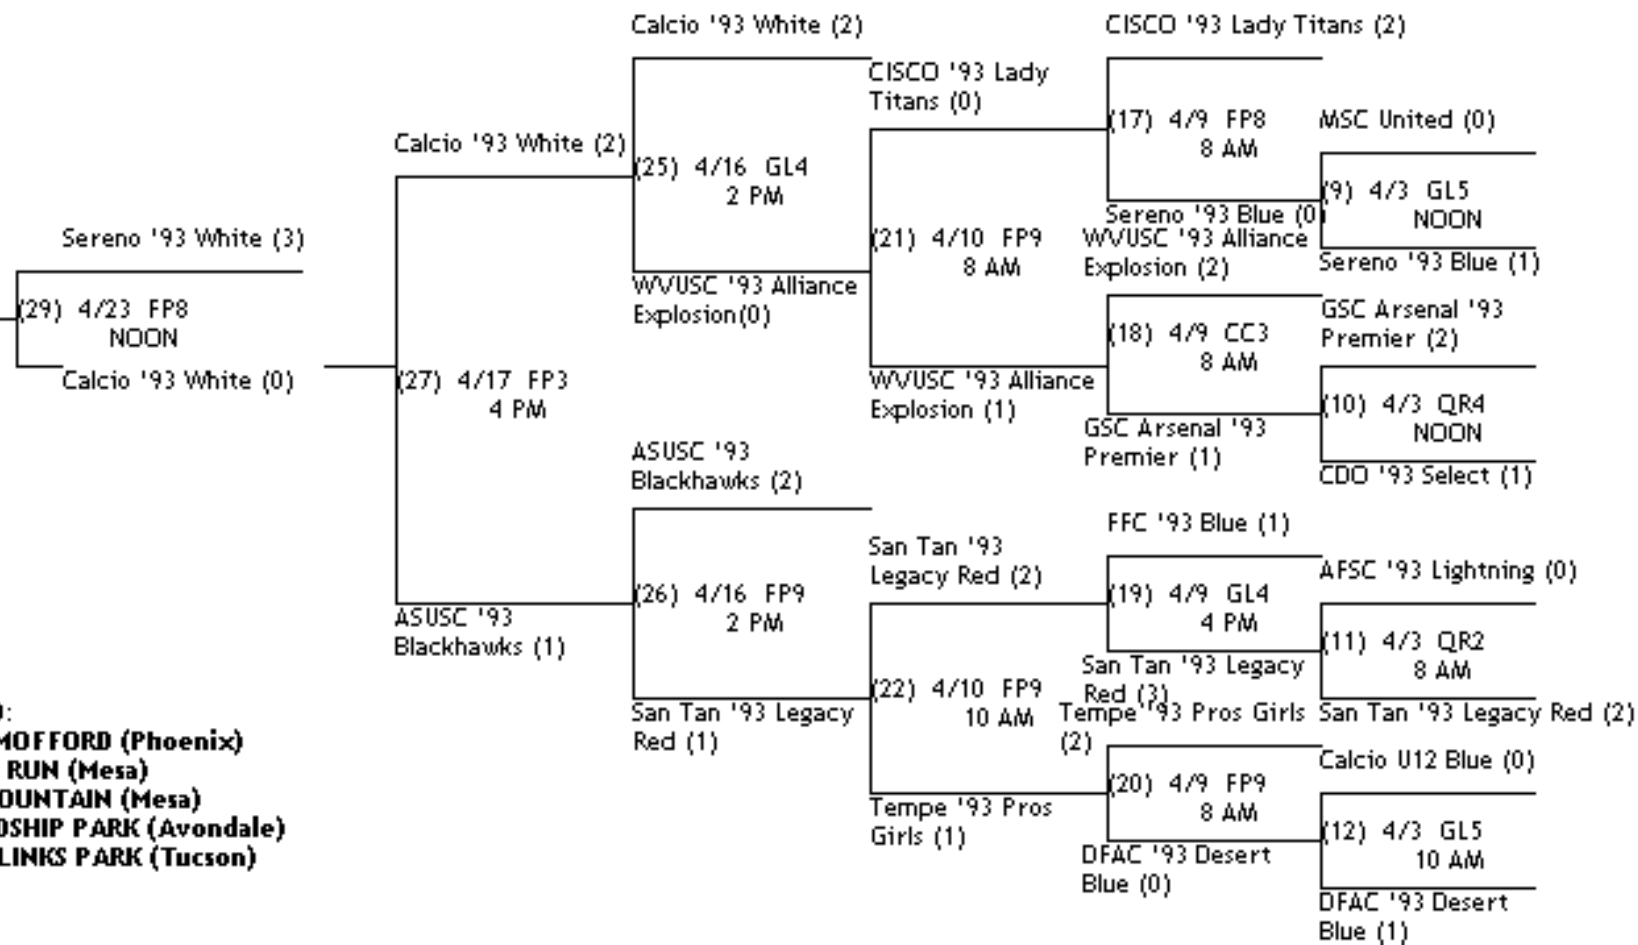 Calcio '93 White (2)
CISCO '93 Lady Titans (2)
CISCO '93 Lady
Titans (0)
(17) 4/9 FP8
8 AM
MSC United (0)
Calcio '93 White (2)
(25) 4/16 GL4
2 PM
(9) 4/3 GL5
NOON
Sereno '93 Blue (0)
Sereno '93 White (3)
(21) 4/10 FP9
8 AM
WVUSC '93 Alliance
Explosion (2)
Sereno '93 Blue (1)
WVUSC '93 Alliance
Explosion (0)
(29) 4/23 FP8
NOON
GSC Arsenal '93
Premier (2)
(18) 4/9 CC3
8 AM
Calcio '93 White (0)
(27) 4/17 FP3
4 PM
WVUSC '93 Alliance
Explosion (1)
(10) 4/3 QR4
NOON
GSC Arsenal '93
Premier (1)
ASUSC '93
Blackhawks (2)
CDO '93 Select (1)
FFC '93 Blue (1)
San Tan '93
Legacy Red (2)
AFSC '93 Lightning (0)
(26) 4/16 FP9
2 PM
(19) 4/9 GL4
4 PM
ASUSC '93
Blackhawks (1)
(11) 4/3 QR2
8 AM
San Tan '93 Legacy
Red (3)
(22) 4/10 FP9
10 AM
San Tan '93 Legacy
Red (1)
Tempe '93 Pros Girls
(2)
San Tan '93 Legacy Red (2)
Calcio U12 Blue (0)
(20) 4/9 FP9
8 AM
Tempe '93 Pros
Girls (1)
(12) 4/3 GL5
10 AM
DFAC '93 Desert
Blue (0)
DFAC '93 Desert
Blue (1)
MOFFORD (Phoenix)
RUN (Mesa)
OUNTAIN (Mesa)
DSHIP PARK (Avondale)
LINKS PARK (Tucson)